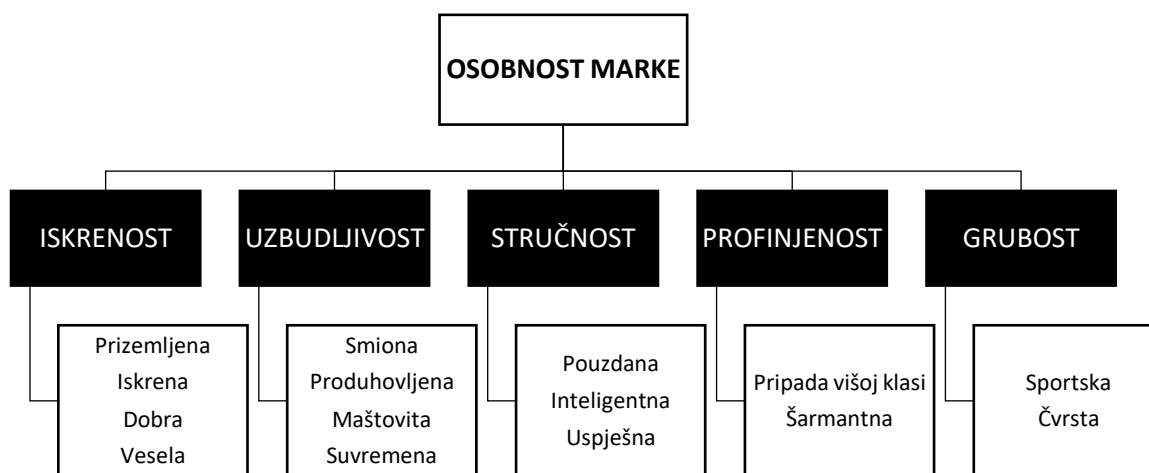 OSOBNOST MARKE
ISKRENOST
UZBUDLJIVOST
STRUČNOST
PROFINJENOST
GRUBOST
Prizemljena
Iskrena
Dobra
Vesela
Smiona
Produhovljena
Maštovita
Suvremena
Pouzdana
Inteligentna
Uspješna
Pripada višoj klasi
Šarmantna
Sportska
Čvrsta